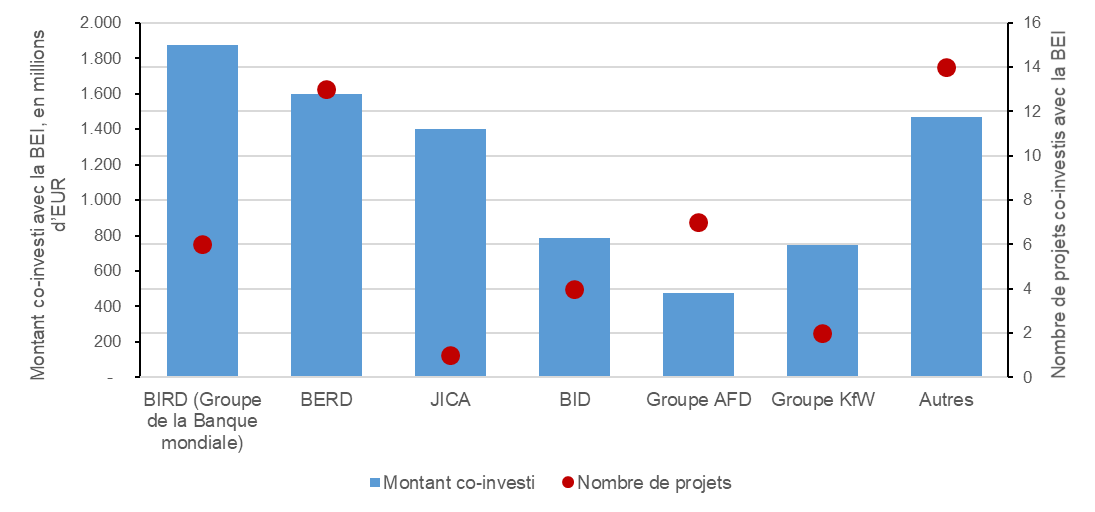 Montant co-investi avec la BEI, en millions
d'EUR
2.000
1.800
1.600
1.400
1.200
1.000
800
600
400
200
-
16
14
12
10
8
6
4
2
0
Nombre de projets co-investis avec la BEI
BIRD (Groupe
de la Banque
mondiale)
BERD
JICA
BID
Groupe AFD
Groupe KfW
Autres
Montant co-investi
Nombre de projets